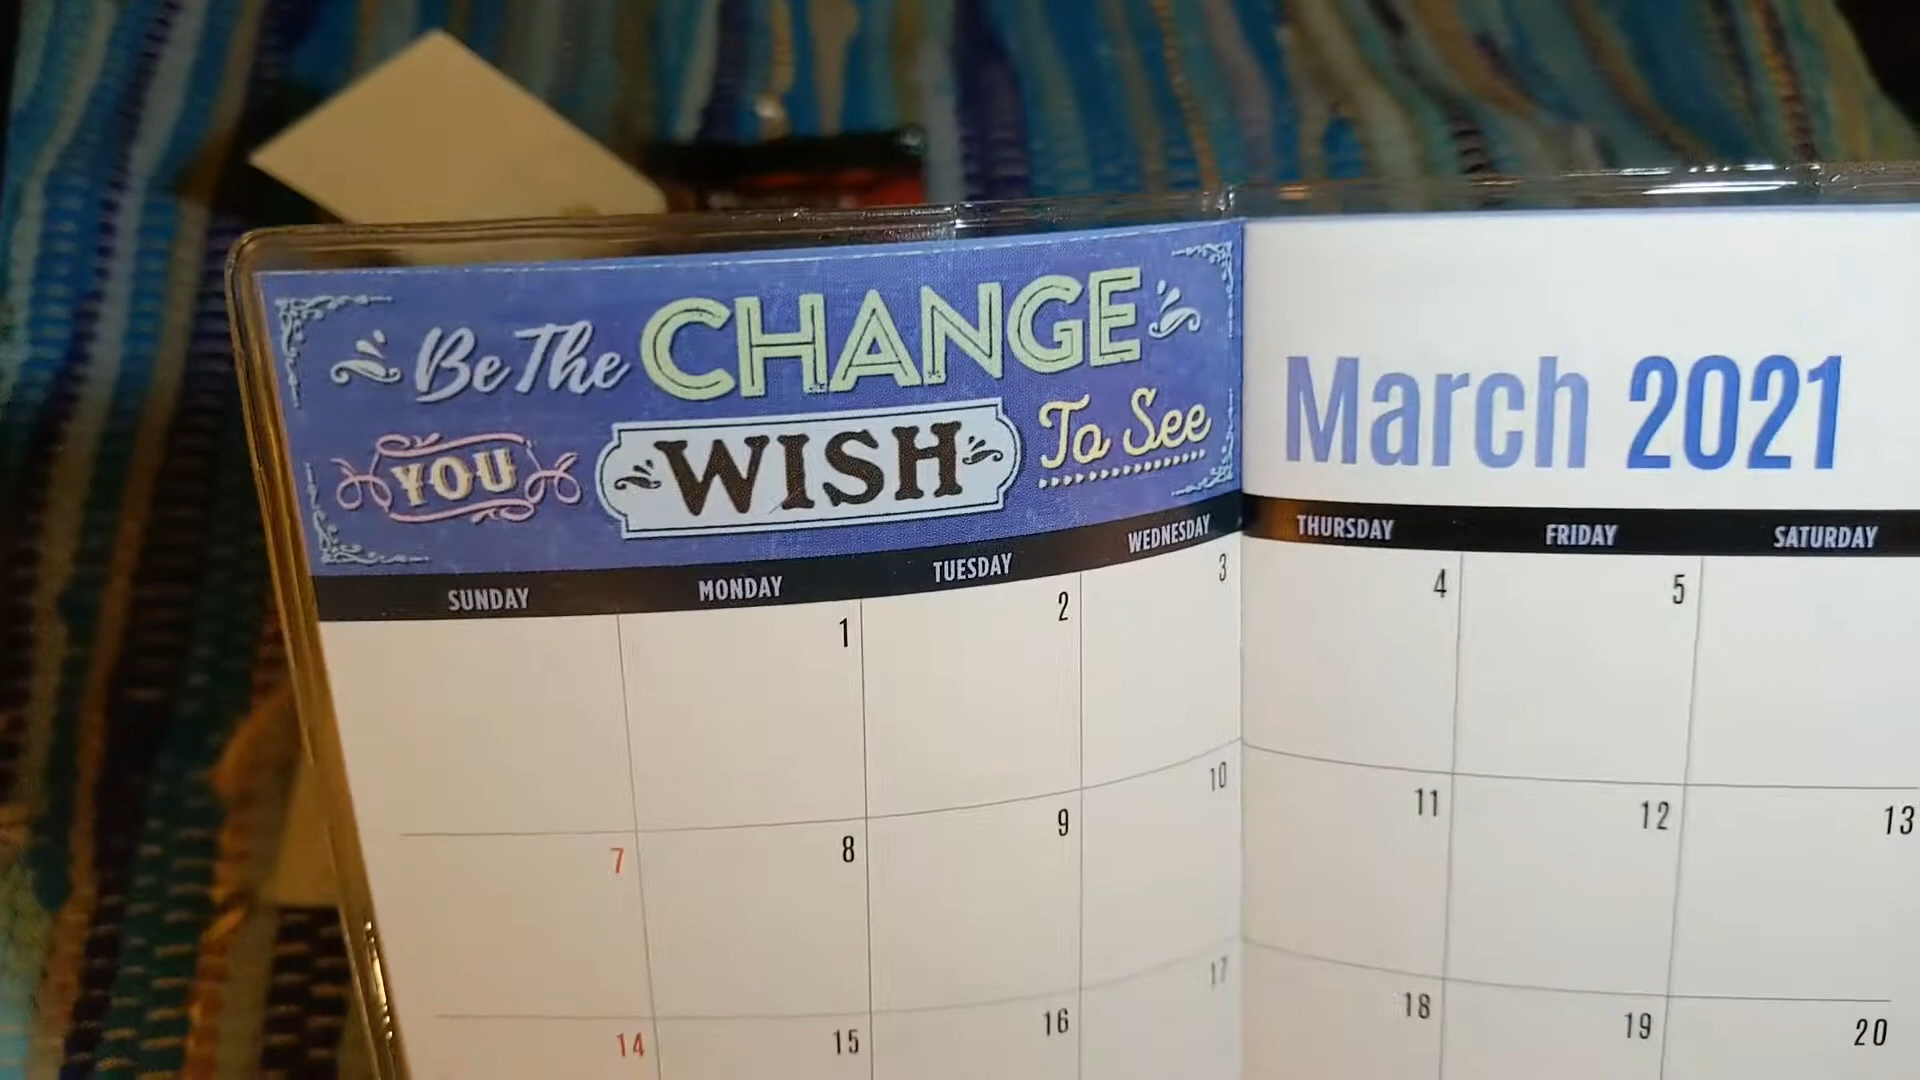 Be The CHANGE
YOU WISH To See
March 2021
SUNDAY MONDAY TUESDAY WEDNESDAY THURSDAY FRIDAY SATURDAY
1 2 3 4 5
7 8 9 10 11 12 13
14 15 16 17 18 19 20